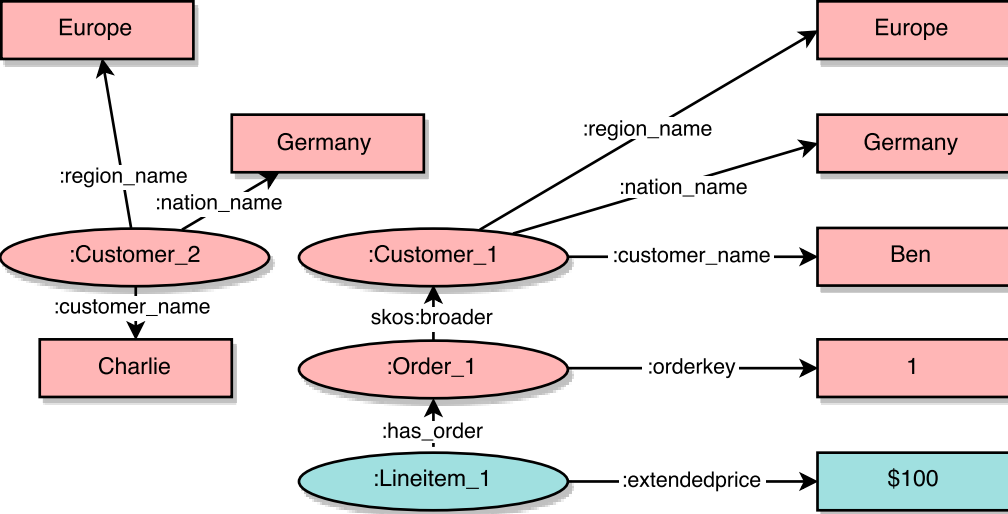 Europe
Europe
:region_name
Germany
Germany
:region_name
:nation_name
:nation_name
:Customer_2
:Customer_1
:customer_name
Ben
:customer_name
skos:broader
Charlie
:Order_1
:orderkey
1
:has_order
:Lineitem_1
:extendedprice
$100